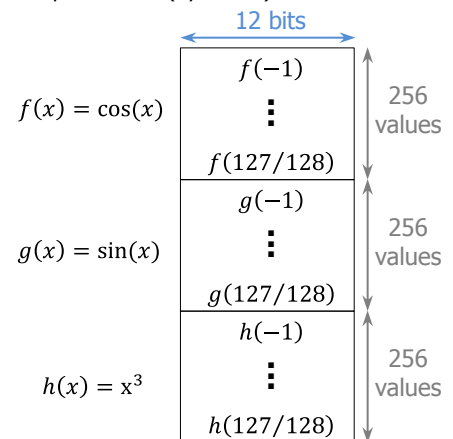 12 bits
f(−1)
⋮
f(127/128)
f(x) = cos(x)
256
values
g(−1)
⋮
g(127/128)
g(x) = sin(x)
256
values
h(−1)
⋮
h(127/128)
h(x) = x³
256
values